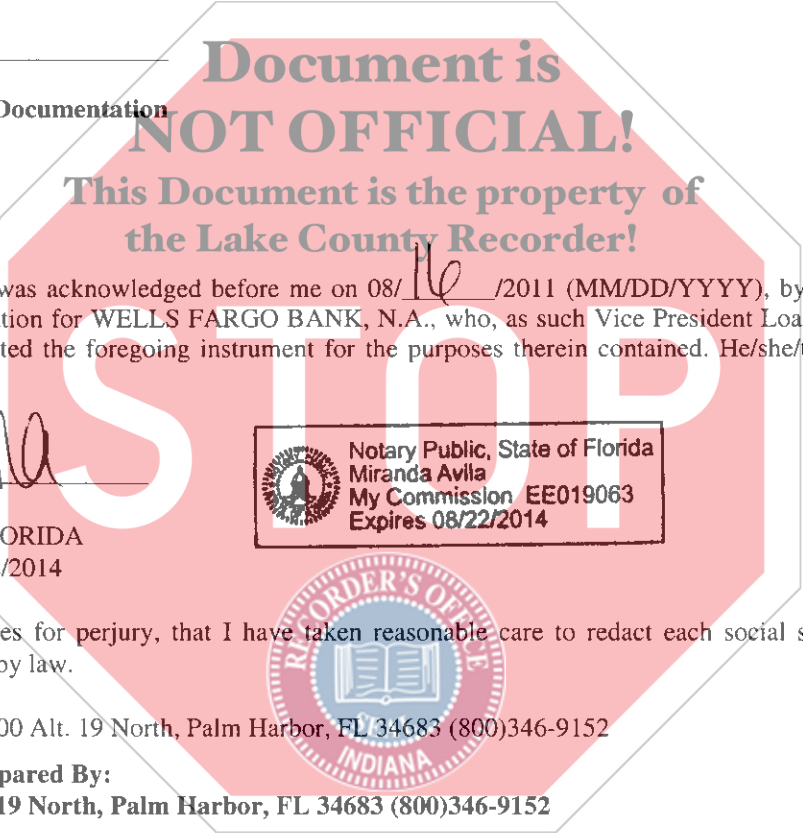 Document is
Documentation
NOT OFFICIAL!
This Document is the property of
the Lake County Recorder!
was acknowledged before me on 08/ 16 /2011 (MM/DD/YYYY), by
tion for WELLS FARGO BANK, N.A., who, as such Vice President Loa
ted the foregoing instrument for the purposes therein contained. He/she/t
STOP
Notary Public, State of Florida
Miranda Avila
My Commission EE019063
Expires 08/22/2014
ORIDA
/2014
RECORDER'S OFFICE
es for perjury, that I have taken reasonable care to redact each social s
by law.
00 Alt. 19 North, Palm Harbor, FL 34683 (800)346-9152
INDIANA
pared By:
19 North, Palm Harbor, FL 34683 (800)346-9152